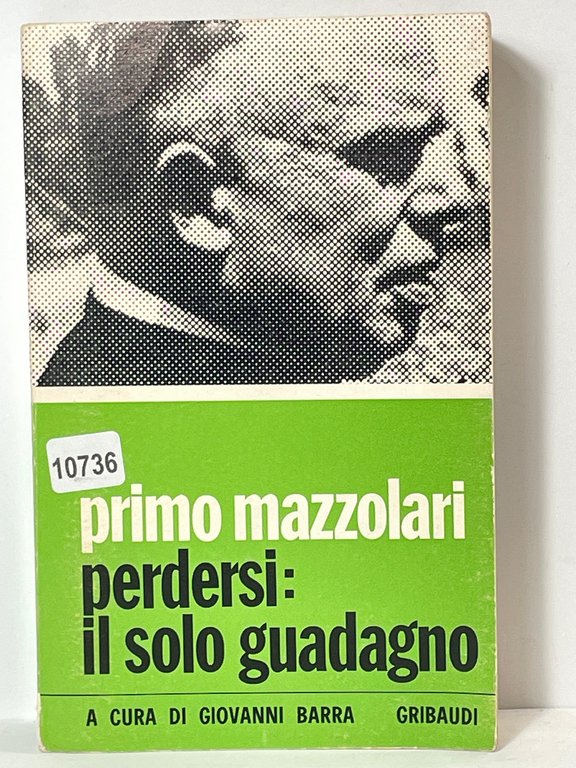 10736
primo mazzolari
perdersi:
il solo guadagno
A CURA DI GIOVANNI BARRA GRIBAUDI